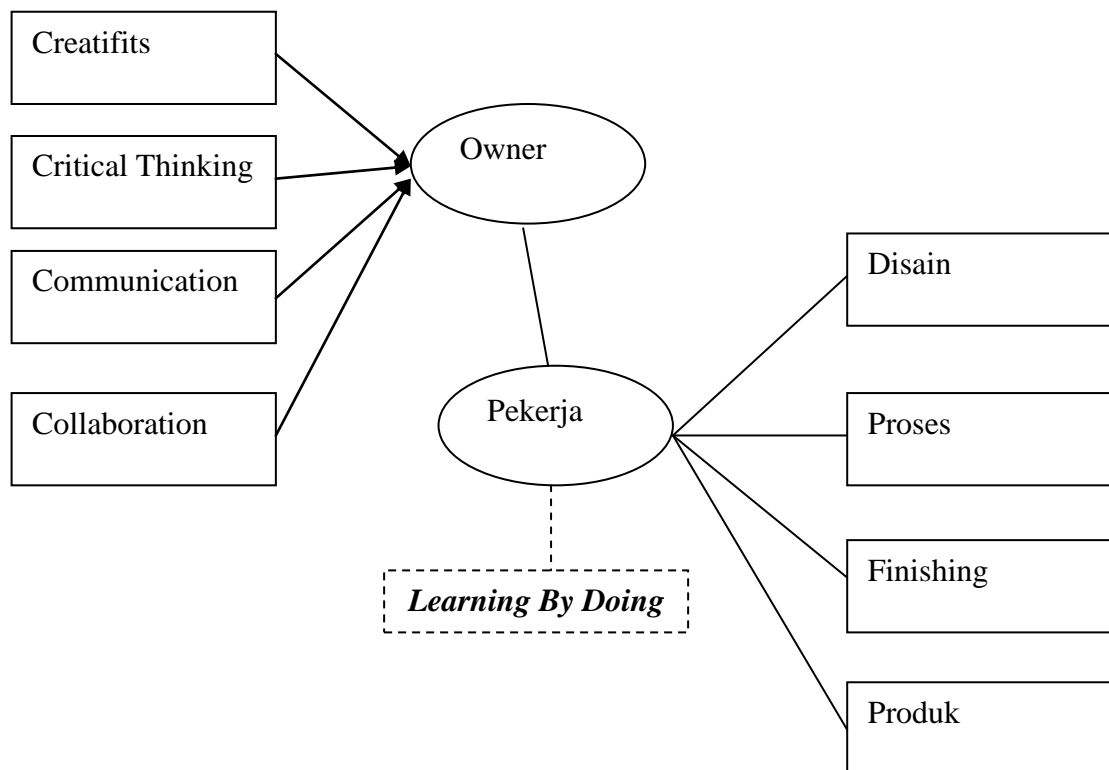 Creatifits
Critical Thinking
Communication
Collaboration
Owner
Pekerja
Learning By Doing
Disain
Proses
Finishing
Produk